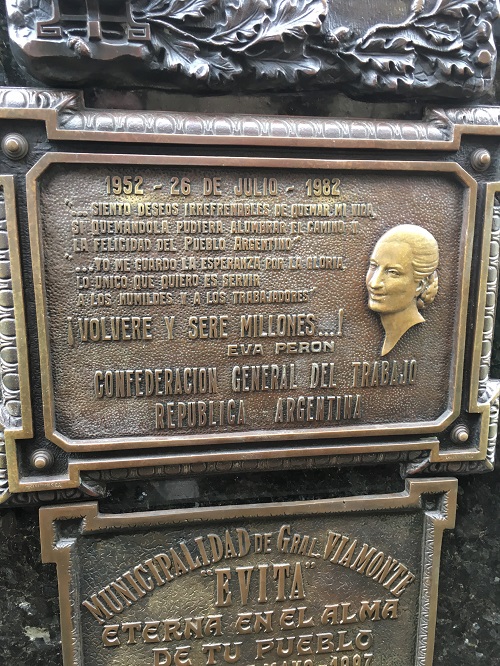 1952 - 26 DE JULIO - 1982
"... SIENTO DESEOS IRREFRENABLES DE QUEMAR MI VIDA,
SI QUEMANDOLA PUDIERA ALUMBRAR EL CAMINO Y
LA FELICIDAD DEL PUEBLO ARGENTINO"
"... YO ME GUARDO LA ESPERANZA POR LA GLORIA,
LO UNICO QUE QUIERO ES SERVIR
A LOS HUMILDES Y A LOS TRABAJADORES"
¡VOLVERE Y SERE MILLONES...!
EVA PERON
CONFEDERACION GENERAL DEL TRABAJO
REPUBLICA ARGENTINA
MUNICIPALIDAD DE GRAL. VIAMONTE
"EVITA"
ETERNA EN EL ALMA
DE TU PUEBLO
MAYO 1987